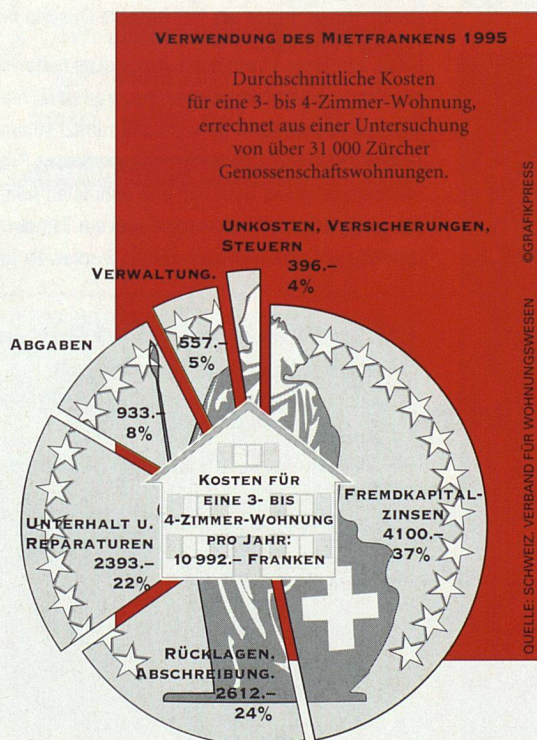 VERWENDUNG DES MIETFRANKENS 1995
Durchschnittliche Kosten
für eine 3- bis 4-Zimmer-Wohnung,
errechnet aus einer Untersuchung
von über 31 000 Zürcher
Genossenschaftswohnungen.
UNKOSTEN, VERSICHERUNGEN,
STEUERN
396.–
4%
VERWALTUNG.
557.–
5%
ABGABEN
933.–
8%
UNTERHALT U.
REPARATUREN
2393.–
22%
KOSTEN FÜR
EINE 3- BIS
4-ZIMMER-WOHNUNG
PRO JAHR:
10 992.– FRANKEN
FREMDKAPITAL-
ZINSEN
4100.–
37%
RÜCKLAGEN.
ABSCHREIBUNG.
2612.–
24%
QUELLE: SCHWEIZ. VERBAND FÜR WOHNUNGSWESEN ©GRAFIKPRESS